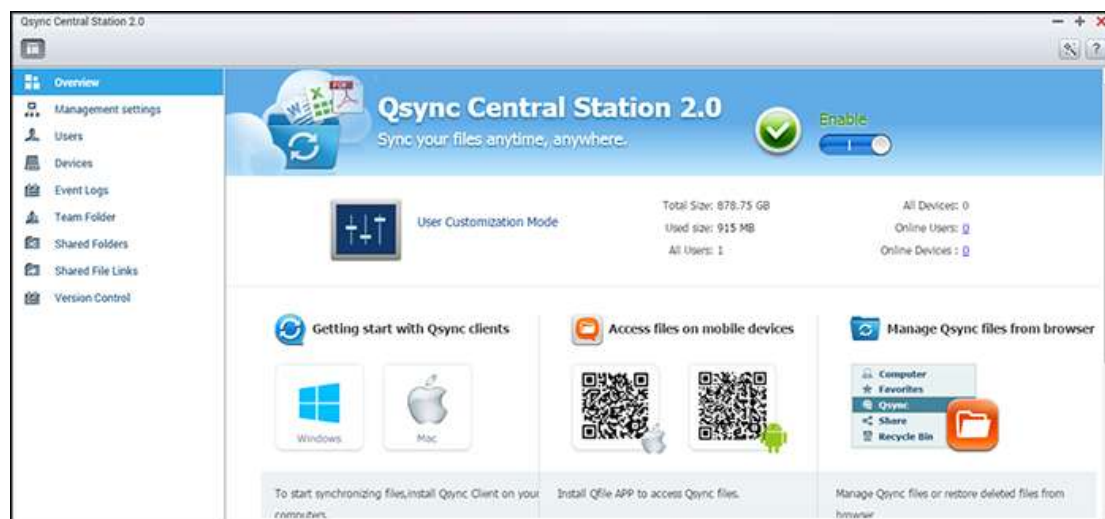 Qsync Central Station 2.0
Overview
Management settings
Users
Devices
Event Logs
Team Folder
Shared Folders
Shared File Links
Version Control
Qsync Central Station 2.0
Sync your files anytime, anywhere.
Enable
User Customization Mode
Total Size: 878.75 GB
Used size: 915 MB
All Users: 1
All Devices: 0
Online Users: 0
Online Devices : 0
Getting start with Qsync clients
Windows
Mac
To start synchronizing files,install Qsync Client on your
computers.
Access files on mobile devices
Install Qfile APP to access Qsync files.
Manage Qsync files from browser
Computer
Favorites
Qsync
Share
Recycle Bin
Manage Qsync files or restore deleted files from
browser